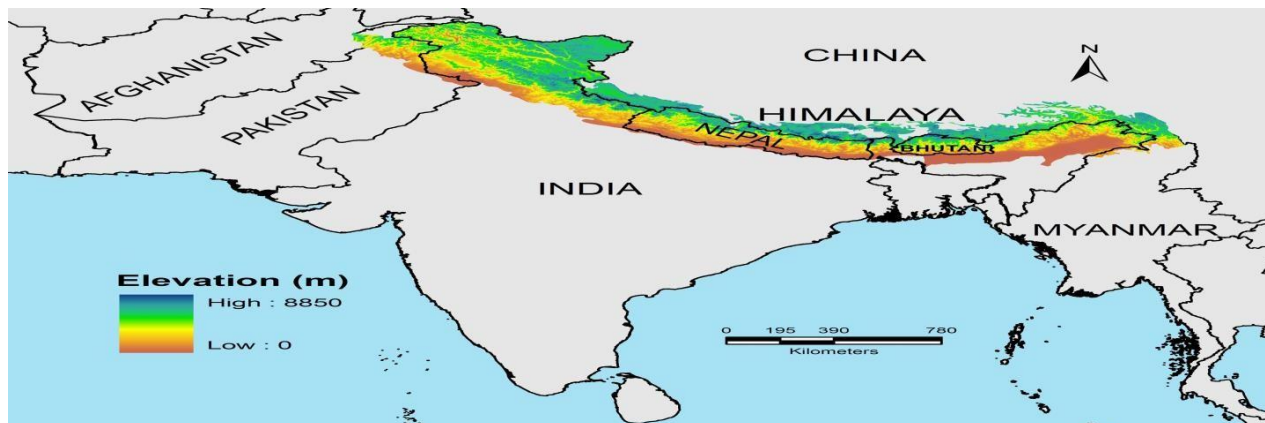 AFGHANISTAN
PAKISTAN
CHINA
N
HIMALAYA
NEPAL
BHUTAN
INDIA
MYANMAR
Elevation (m)
High : 8850
Low : 0
0 195 390 780
Kilometers